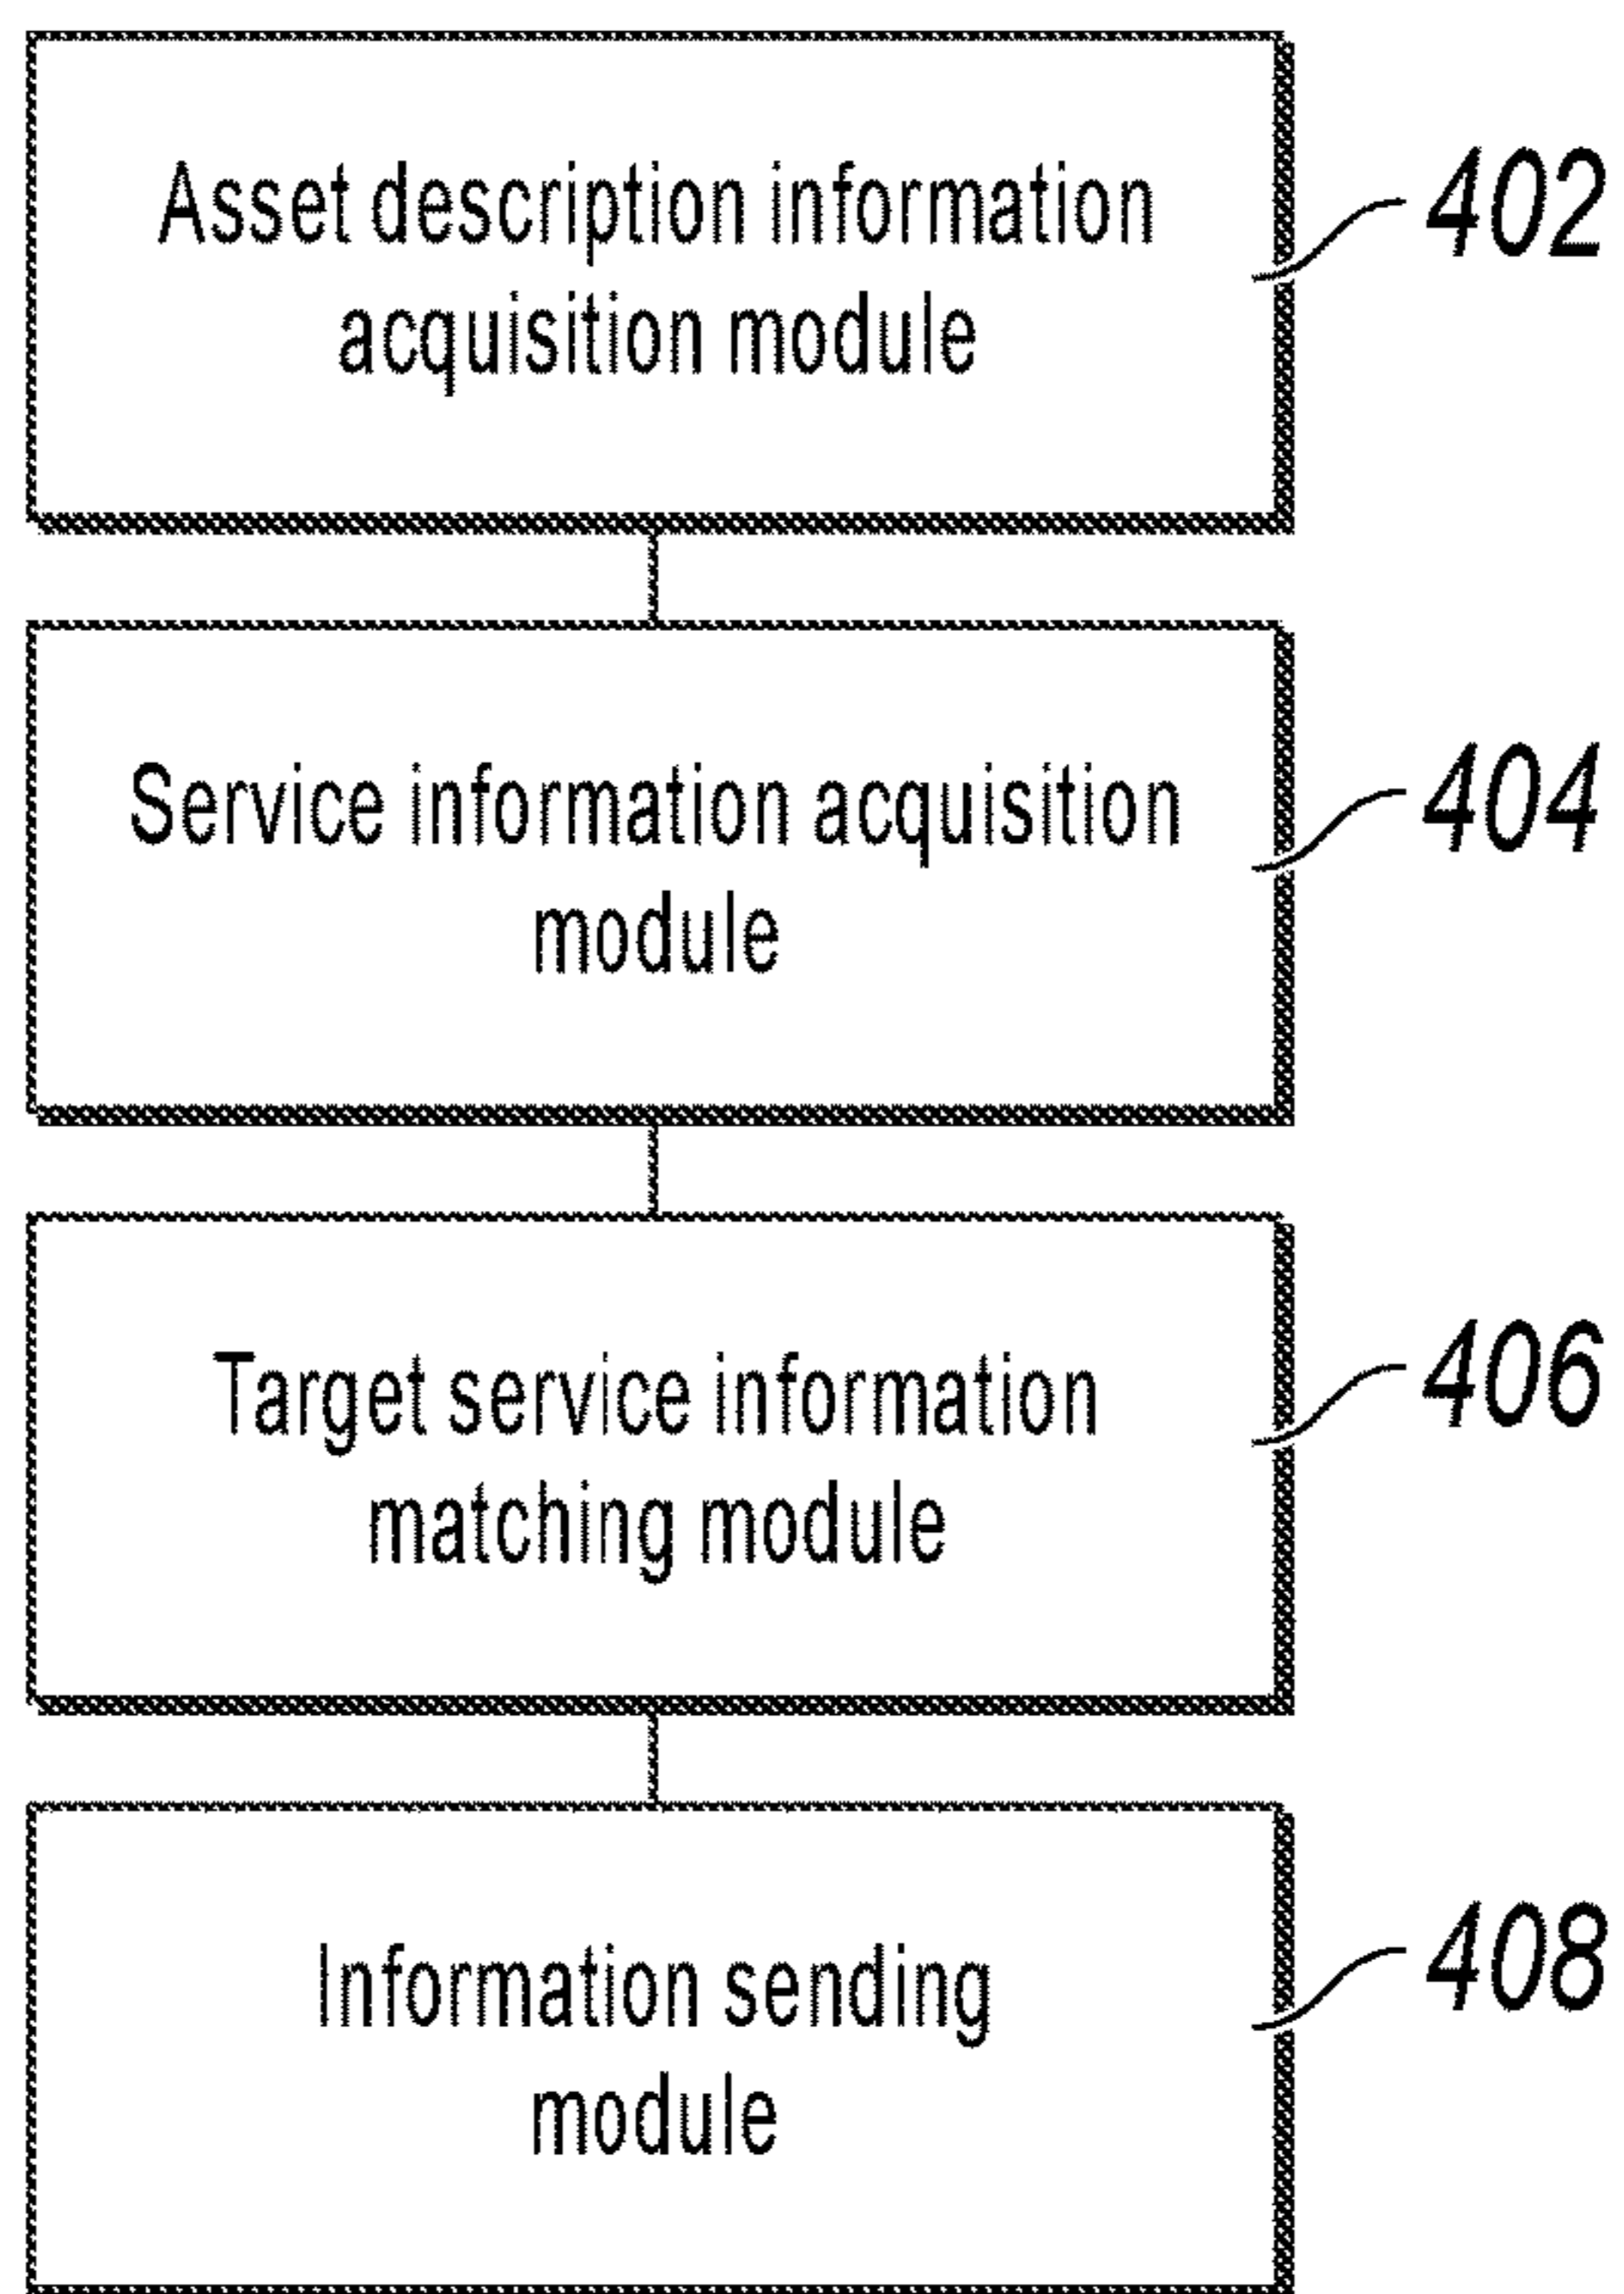 Asset description information
acquisition module
402
Service information acquisition
module
404
Target service information
matching module
406
Information sending
module
408